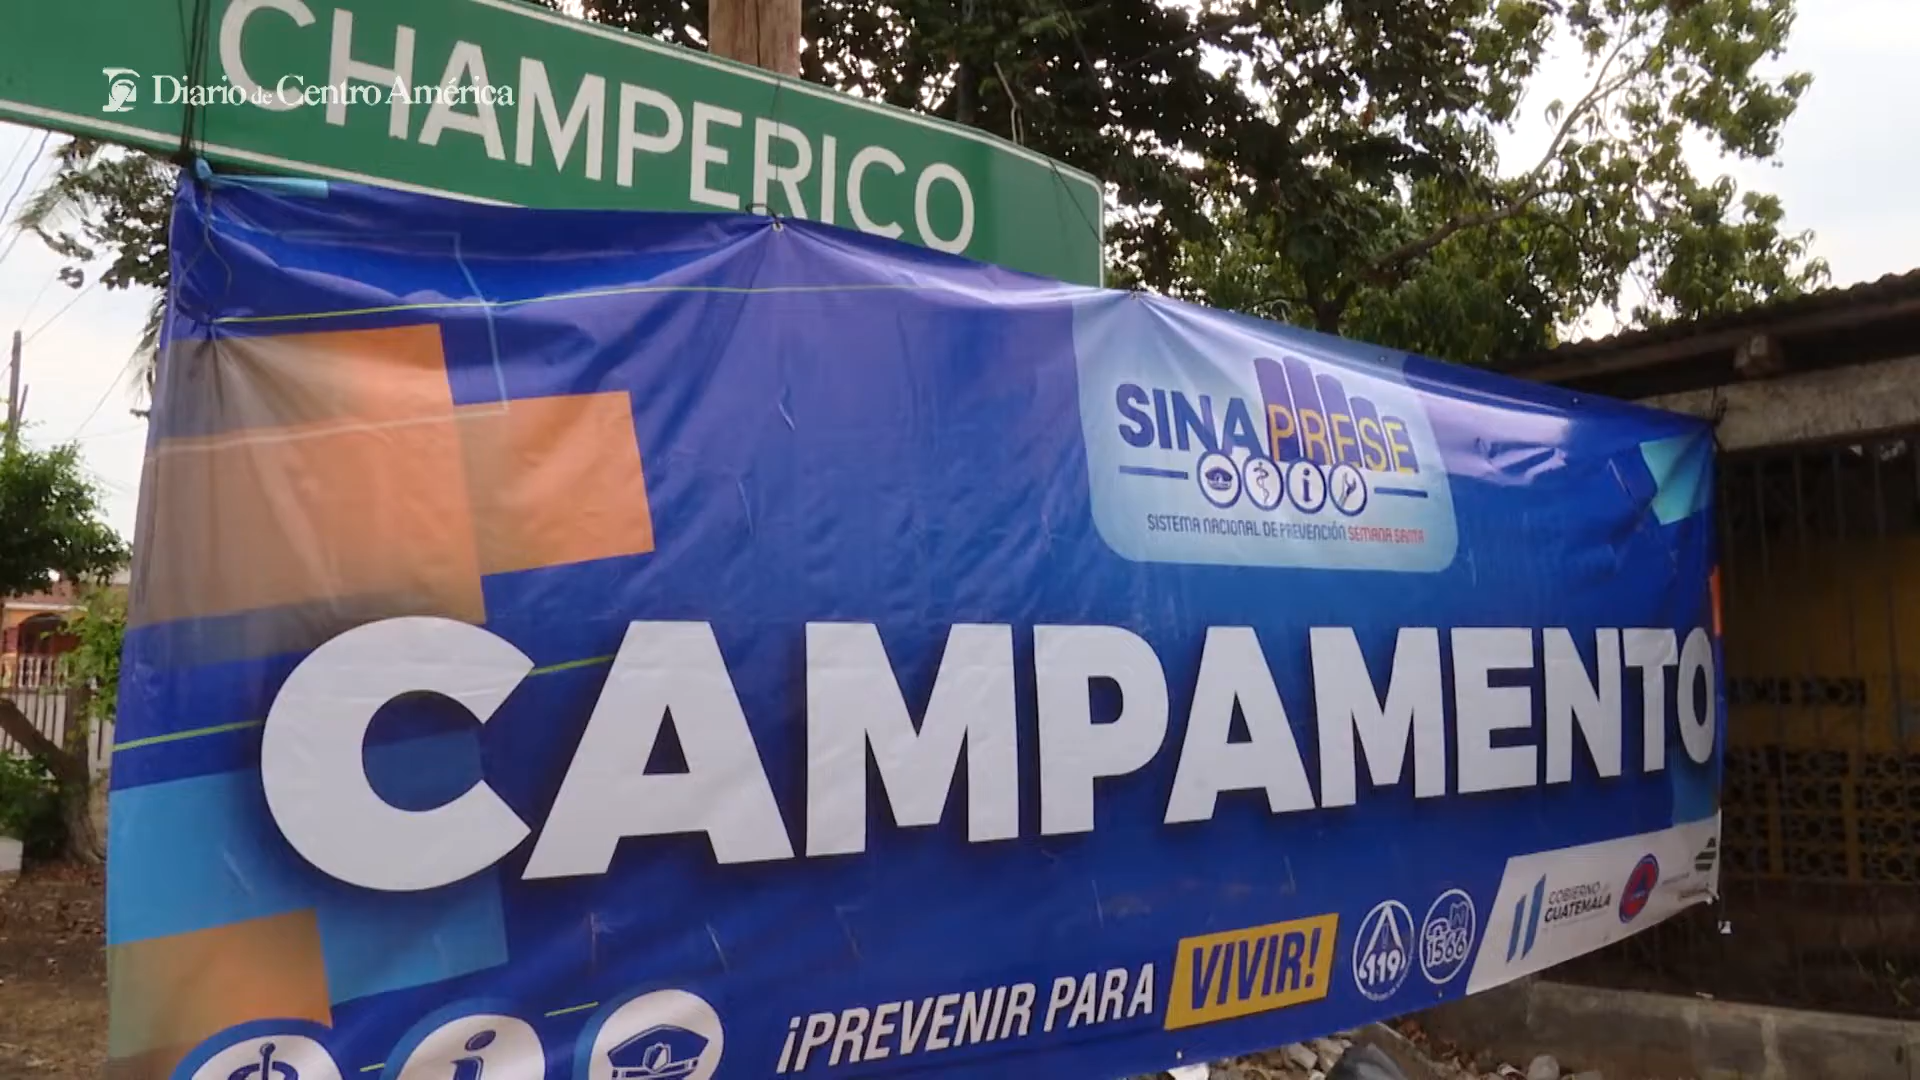 CHAMPERICO
Diario de Centro América
SINAPRESE
SISTEMA NACIONAL DE PREVENCIÓN SEMANA SANTA
CAMPAMENTO
¡PREVENIR PARA VIVIR!
119
1566
GOBIERNO DE
GUATEMALA